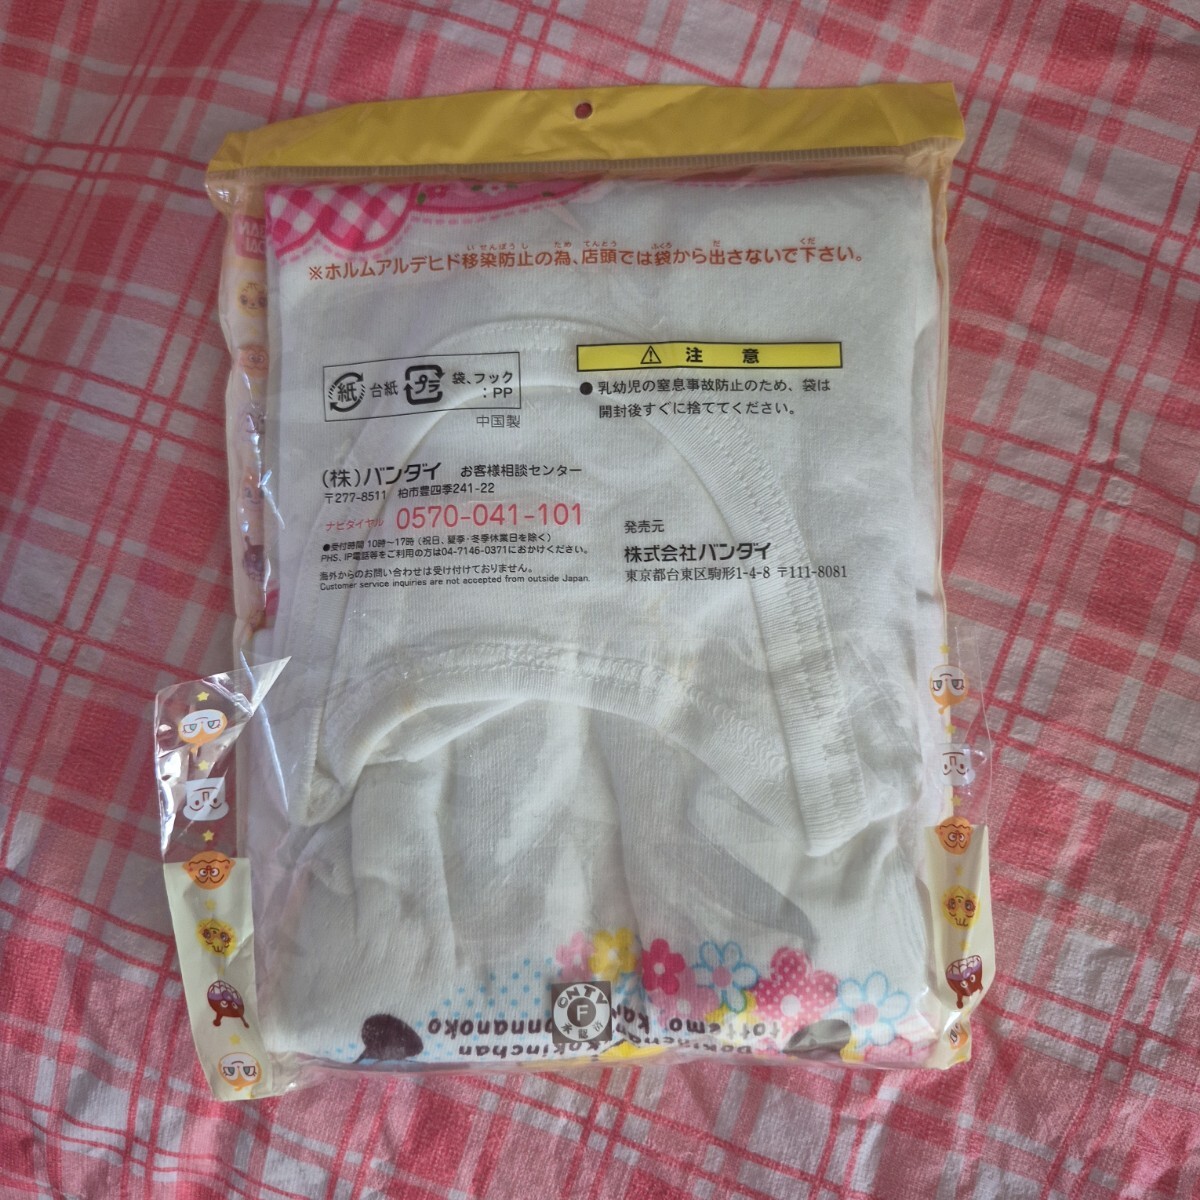 ※ホルムアルデヒド移染防止の為、店頭では袋から出さないで下さい。
紙 台紙 プラ 袋、フック
:PP
中国製
⚠ 注 意
● 乳幼児の窒息事故防止のため、袋は
開封後すぐに捨ててください。
(株)バンダイ お客様相談センター
〒277-8511 柏市豊四季241-22
ナビダイヤル 0570-041-101
●受付時間 10時〜17時 (祝日、夏季・冬季休業日を除く)
PHS、IP電話等をご利用の方は04-7146-0371におかけください。
海外からのお問い合わせは受け付けておりません。
Customer service inquiries are not accepted from outside Japan.
発売元
株式会社バンダイ
東京都台東区駒形1-4-8 〒111-8081
CNTV
F
tottemo
Kokinchan